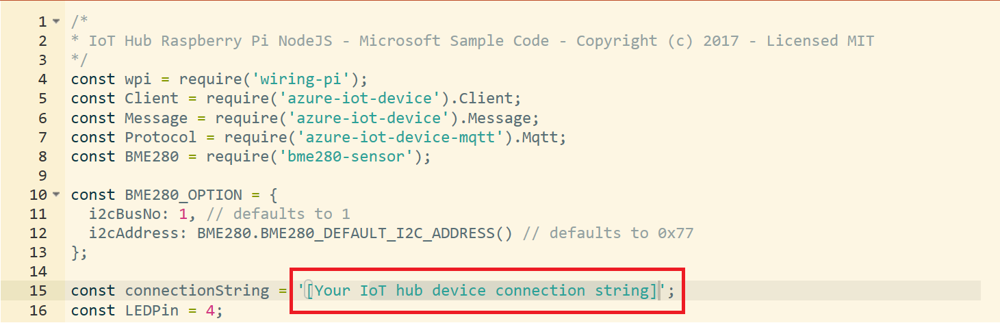 1 /*
2 * IoT Hub Raspberry Pi NodeJS - Microsoft Sample Code - Copyright (c) 2017 - Licensed MIT
3 */
4 const wpi = require('wiring-pi');
5 const Client = require('azure-iot-device').Client;
6 const Message = require('azure-iot-device').Message;
7 const Protocol = require('azure-iot-device-mqtt').Mqtt;
8 const BME280 = require('bme280-sensor');
9
10 const BME280_OPTION = {
11   i2cBusNo: 1, // defaults to 1
12   i2cAddress: BME280.BME280_DEFAULT_I2C_ADDRESS() // defaults to 0x77
13 };
14
15 const connectionString = '[Your IoT hub device connection string]';
16 const LEDPin = 4;